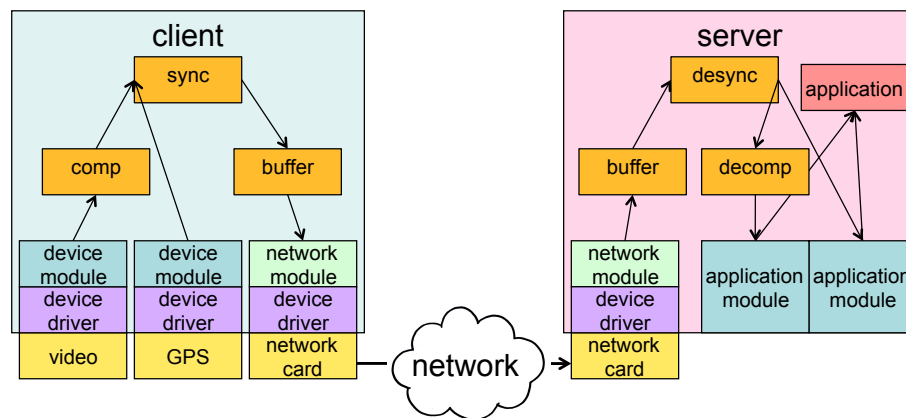 client
sync
comp
buffer
device
module
device
driver
video
device
module
device
driver
GPS
network
module
device
driver
network
card
network
server
desync
application
buffer
decomp
network
module
device
driver
network
card
application
module
application
module